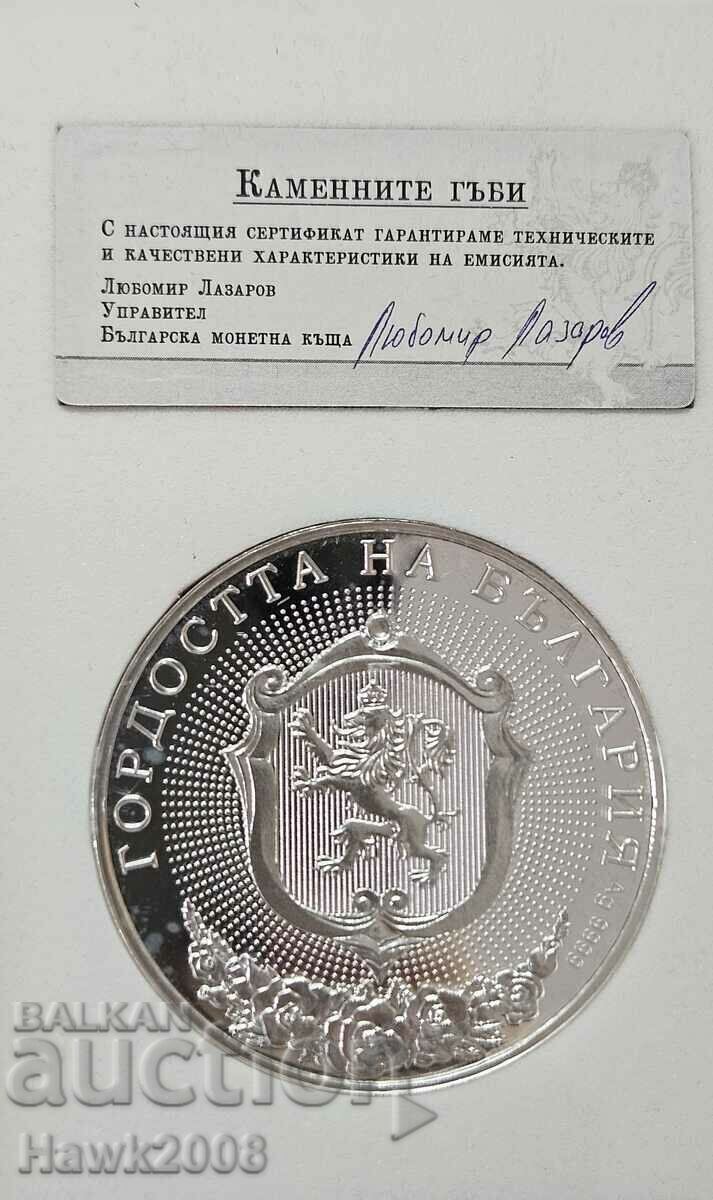 Каменните гъби
С настоящия сертификат гарантираме техническите
и качествени характеристики на емисията.
Любомир Лазаров
Управител
Българска монетна къща Любомир Лазаров
ГОРДОСТТА НА БЪЛГАРИЯ
Ag 9999
BALKAN
auction
Hawk2008